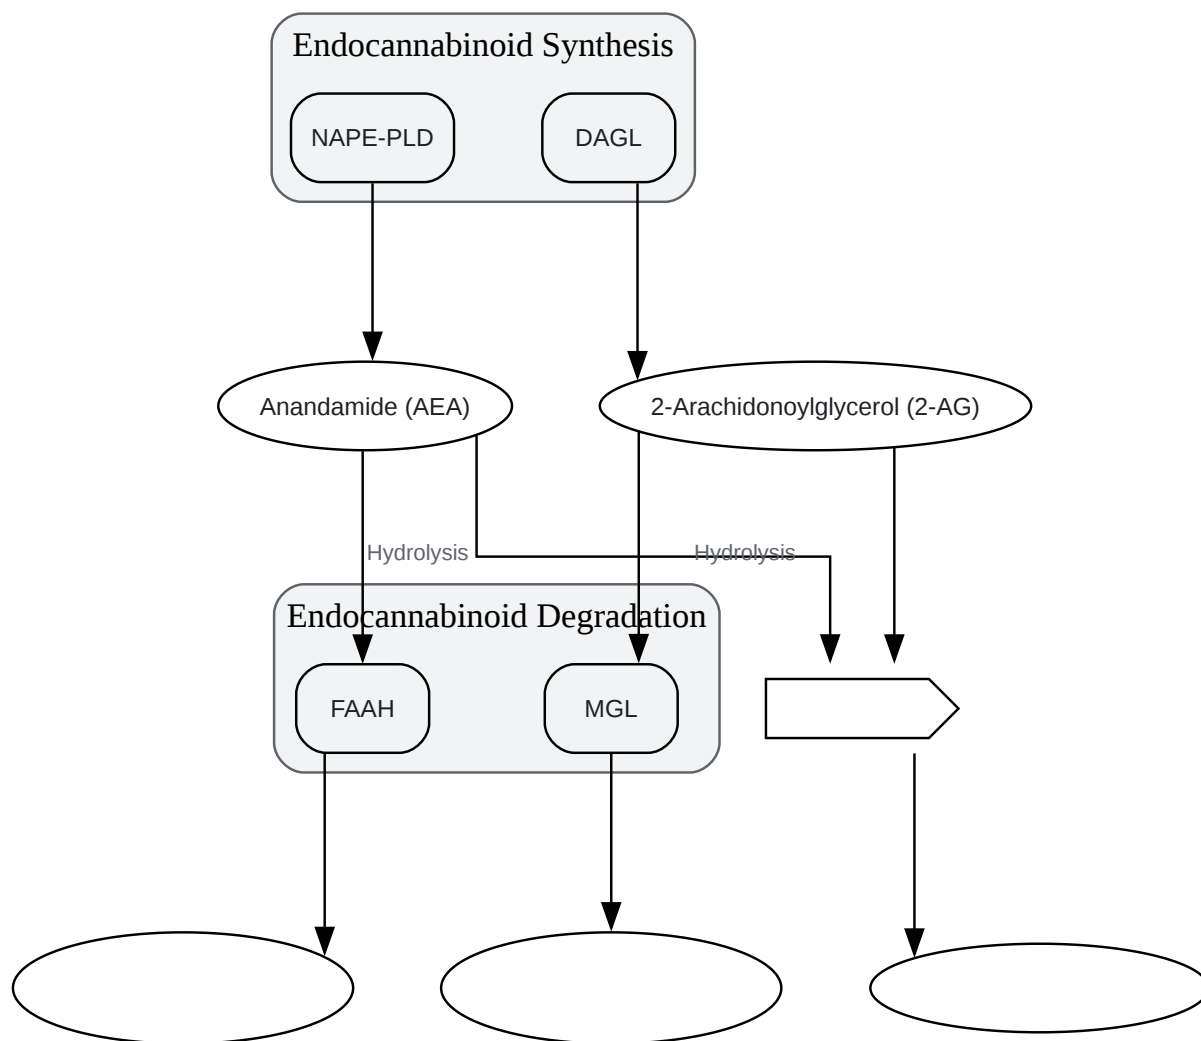 Endocannabinoid Synthesis
NAPE-PLD
DAGL
Anandamide (AEA)
2-Arachidonoylglycerol (2-AG)
Hydrolysis
Hydrolysis
Endocannabinoid Degradation
FAAH
MGL